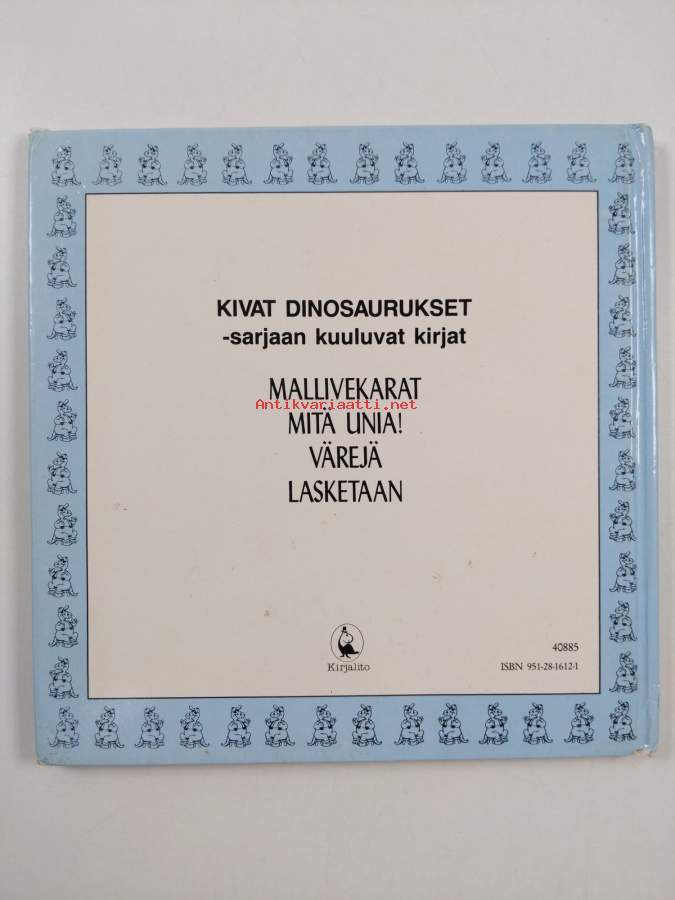 KIVAT DINOSAURUKSET
-sarjaan kuuluvat kirjat
MALLIVEKARAT
Antikvariaatti.net
MITÄ UNIA!
VÄREJÄ
LASKETAAN
Kirjalito
40885
ISBN 951-28-1612-1